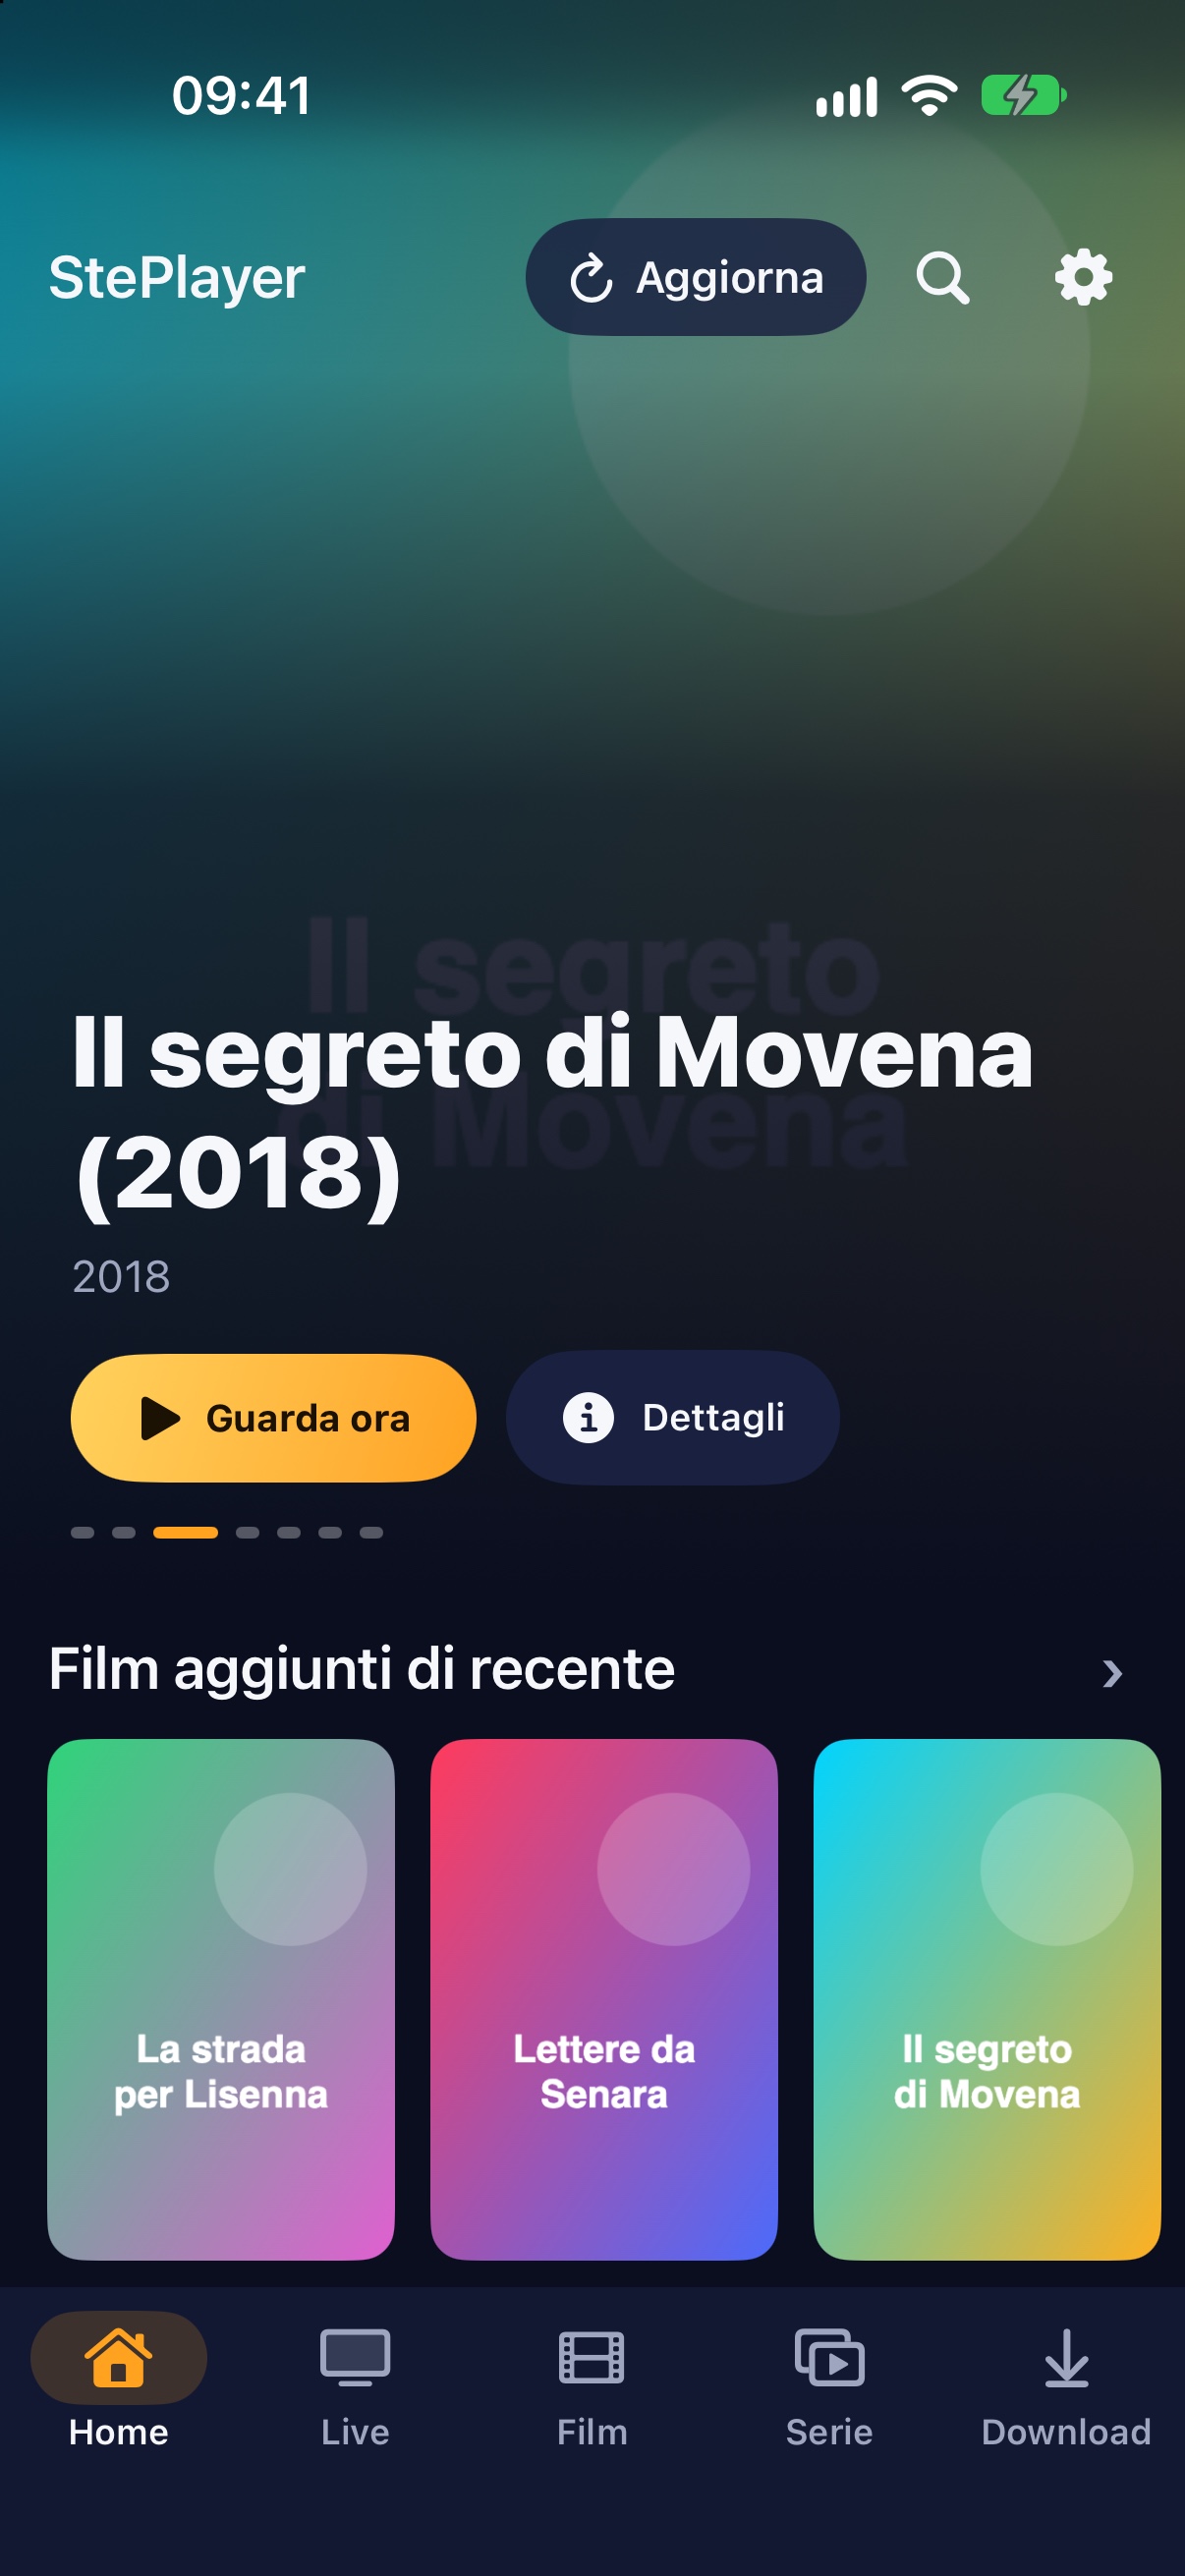 09:41
StePlayer
Aggiorna
Il segreto
di Movena
Il segreto di Movena
(2018)
2018
Guarda ora
Dettagli
Film aggiunti di recente
La strada
per Lisenna
Lettere da
Senara
Il segreto
di Movena
Home
Live
Film
Serie
Download